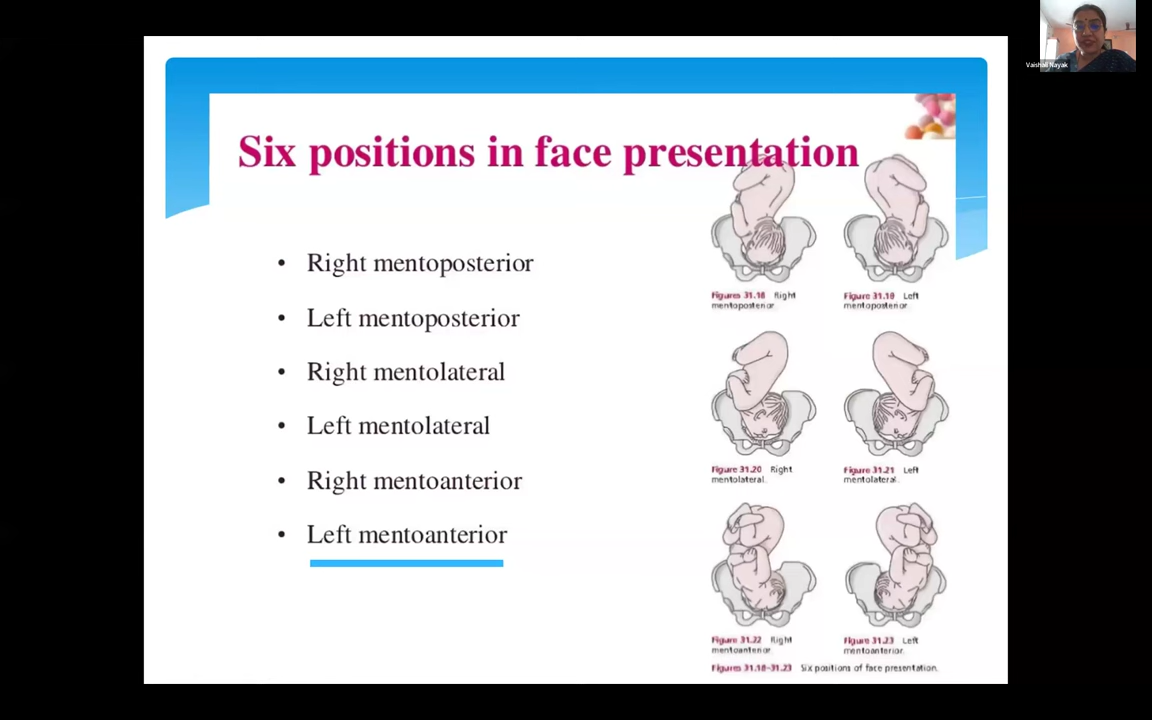 Vaishali Nayak
Six positions in face presentation
• Right mentoposterior
• Left mentoposterior
• Right mentolateral
• Left mentolateral
• Right mentoanterior
• Left mentoanterior
Figures 31.18 Right
mentoposterior.
Figure 31.19 Left
mentoposterior.
Figure 31.20 Right
mentolateral.
Figure 31.21 Left
mentolateral.
Figure 31.22 Right
mentoanterior.
Figure 31.23 Left
mentoanterior.
Figures 31.18–31.23 Six positions of face presentation.